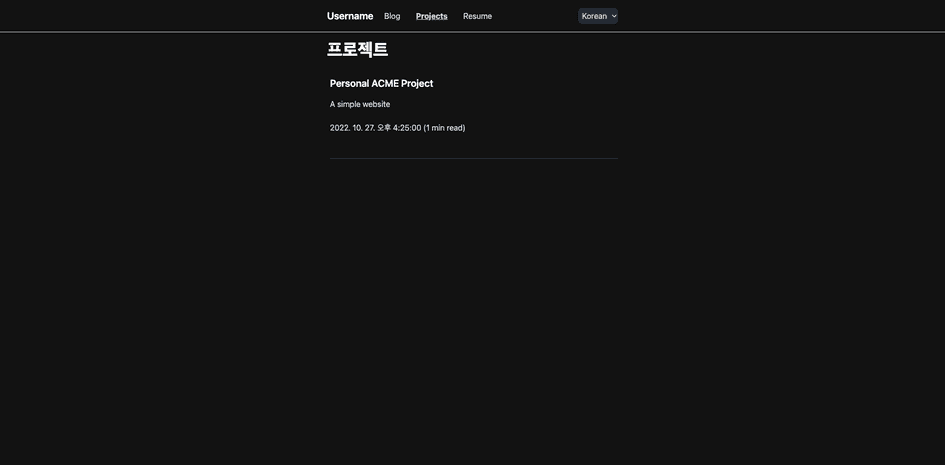 Username Blog Projects Resume Korean
프로젝트
Personal ACME Project
A simple website
2022. 10. 27. 오후 4:25:00 (1 min read)